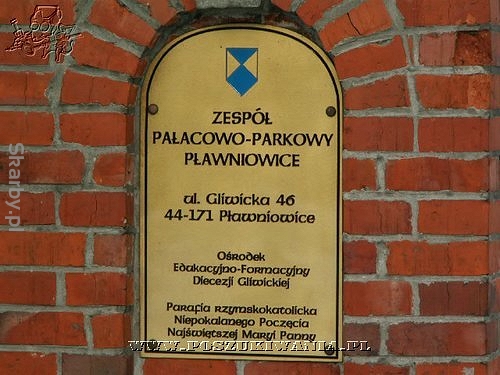 ZESPÓŁ
PAŁACOWO-PARKOWY
PŁAWNIOWICE
ul. Gliwicka 46
44-171 Pławniowice
Ośrodek
Edukacyjno-Formacyjny
Diecezji Gliwickiej
Parafia rzymskokatolicka
Niepokalanego Poczęcia
Najświętszej Maryi Panny
WWW.POSZUKIWANIA.PL
Skarby.pl